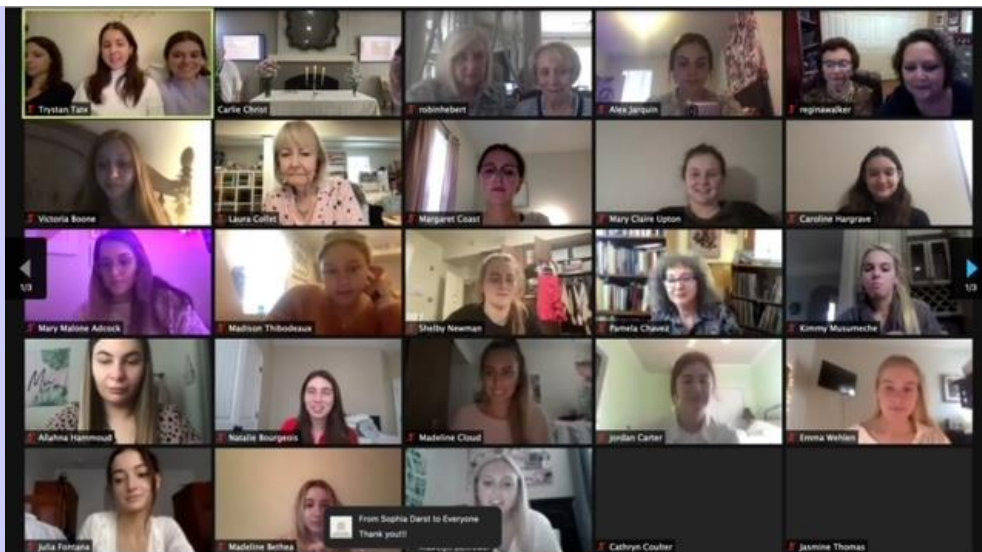 Trystan Tate
Carlie Christ
robinhebert
Alex Jarquin
reginawalker
Victoria Boone
Laura Collet
Margaret Coast
Mary Claire Upton
Caroline Hargrave
1/3
1/3
Mary Malone Adcock
Madison Thibodeaux
Shelby Newman
Pamela Chavez
Kimmy Musumeche
Allahna Hammoud
Natalie Bourgeois
Madeline Cloud
Jordan Carter
Emma Wehlen
From Sophia Darst to Everyone
Thank you!!
Julia Fontana
Madeline Bethea
Cathryn Coulter
Jasmine Thomas